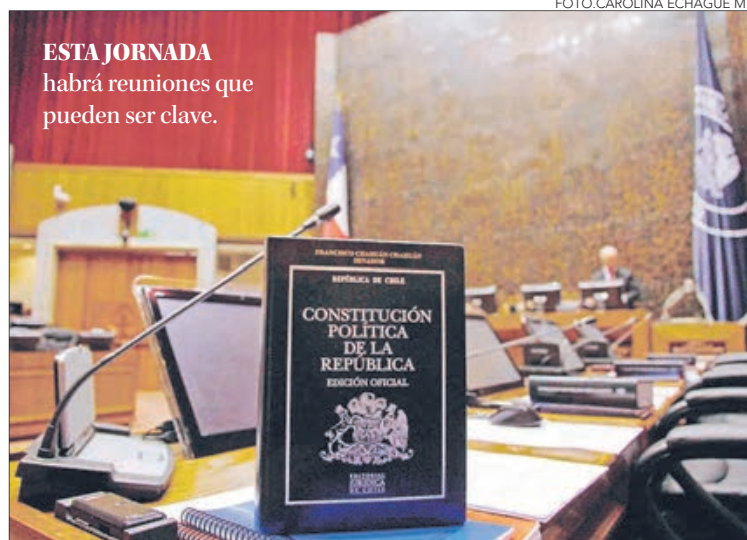 FOTO.CAROLINA ECHAGÜE M
ESTA JORNADA
habrá reuniones que
pueden ser clave.
FRANCISCO CHAHUÁN CHAHUÁN
SENADOR
REPÚBLICA DE CHILE
CONSTITUCIÓN
POLÍTICA
DE LA
REPÚBLICA
EDICIÓN OFICIAL
EDITORIAL
JURIDICA
DE CHILE